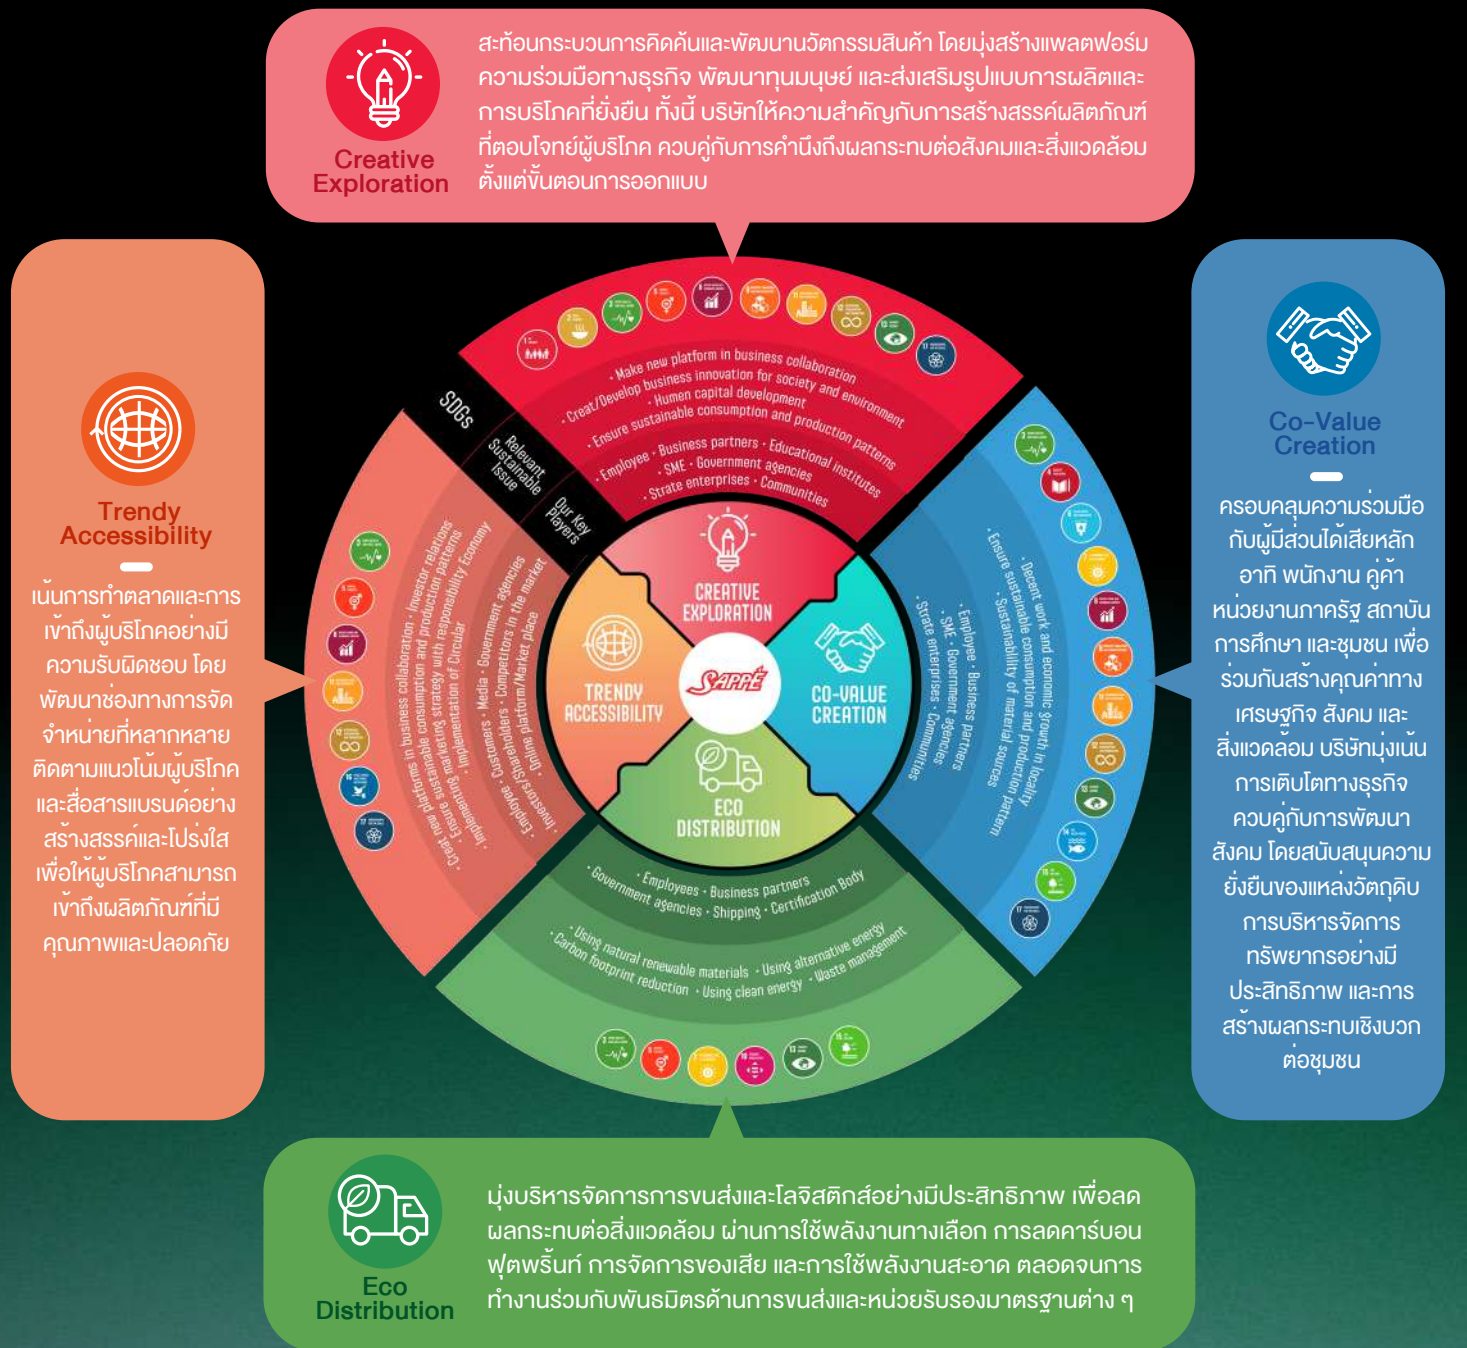 สะท้อนกระบวนการคิดค้นและพัฒนานวัตกรรมสินค้า โดยมุ่งสร้างแพลตฟอร์ม
ความร่วมมือทางธุรกิจ พัฒนาทุนมนุษย์ และส่งเสริมรูปแบบการผลิตและ
การบริโภคที่ยั่งยืน ทั้งนี้ บริษัทให้ความสำคัญกับการสร้างสรรค์ผลิตภัณฑ์
ที่ตอบโจทย์ผู้บริโภค ควบคู่กับการคำนึงถึงผลกระทบต่อสังคมและสิ่งแวดล้อม
ตั้งแต่ขั้นตอนการออกแบบ
Creative
Exploration
Trendy
Accessibility
เน้นการทำตลาดและการ
เข้าถึงผู้บริโภคอย่างมี
ความรับผิดชอบ โดย
พัฒนาช่องทางการจัด
จำหน่ายที่หลากหลาย
ติดตามแนวโน้มผู้บริโภค
และสื่อสารแบรนด์อย่าง
สร้างสรรค์และโปร่งใส
เพื่อให้ผู้บริโภคสามารถ
เข้าถึงผลิตภัณฑ์ที่มี
คุณภาพและปลอดภัย
SDGs
Relevant
Sustainable
Issue
Our Key
Players
· Make new platform in business collaboration
· Creat/Develop business innovation for society and environment
· Humen capital development
· Ensure sustainable consumption and production patterns
· Employee · Business partners · Educational institutes
· SME · Government agencies
· Strate enterprises · Communities
CREATIVE
EXPLORATION
TRENDY
ACCESSIBILITY
SAPPÉ
CO-VALUE
CREATION
ECO
DISTRIBUTION
· Decent work and economic growth in locality
· Ensure sustainable consumption and production pattern
· Sustainability of material sources
· Employee · Business partners
· SME · Government agencies
· Strate enterprises · Communities
· Creat new platforms in business collaboration · Investor relations
· Ensure sustainable consumption and production patterns
· Implementing marketing strategy with responsibility Economy
· Implementation of Circular
· Employee · Customers · Media · Government agencies
· Investors/Shareholders · Competitors in the market
· Online platform/Market place
· Employees · Business partners
· Government agencies · Shipping · Certification Body
· Using natural renewable materials · Using alternative energy
· Carbon footprint reduction · Using clean energy · Waste management
Co-Value
Creation
ครอบคลุมความร่วมมือ
กับผู้มีส่วนได้เสียหลัก
อาทิ พนักงาน คู่ค้า
หน่วยงานภาครัฐ สถาบัน
การศึกษา และชุมชน เพื่อ
ร่วมกันสร้างคุณค่าทาง
เศรษฐกิจ สังคม และ
สิ่งแวดล้อม บริษัทมุ่งเน้น
การเติบโตทางธุรกิจ
ควบคู่กับการพัฒนา
สังคม โดยสนับสนุนความ
ยั่งยืนของแหล่งวัตถุดิบ
การบริหารจัดการ
ทรัพยากรอย่างมี
ประสิทธิภาพ และการ
สร้างผลกระทบเชิงบวก
ต่อชุมชน
Eco
Distribution
มุ่งบริหารจัดการการขนส่งและโลจิสติกส์อย่างมีประสิทธิภาพ เพื่อลด
ผลกระทบต่อสิ่งแวดล้อม ผ่านการใช้พลังงานทางเลือก การลดคาร์บอน
ฟุตพริ้นท์ การจัดการของเสีย และการใช้พลังงานสะอาด ตลอดจนการ
ทำงานร่วมกับพันธมิตรด้านการขนส่งและหน่วยรับรองมาตรฐานต่าง ๆ